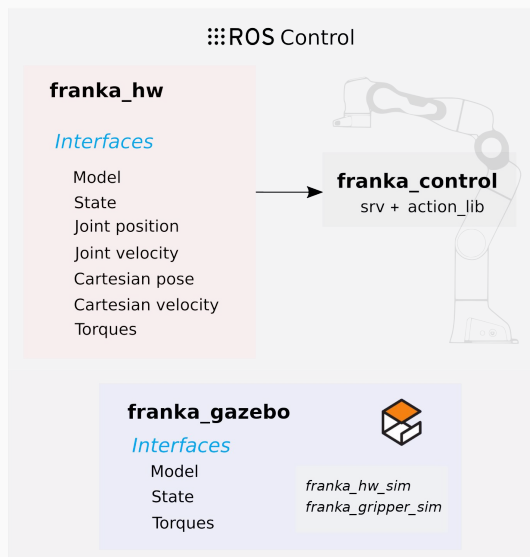 ROS Control
franka_hw
Interfaces
Model
State
Joint position
Joint velocity
Cartesian pose
Cartesian velocity
Torques
franka_control
srv + action_lib
franka_gazebo
Interfaces
Model
State
Torques
franka_hw_sim
franka_gripper_sim